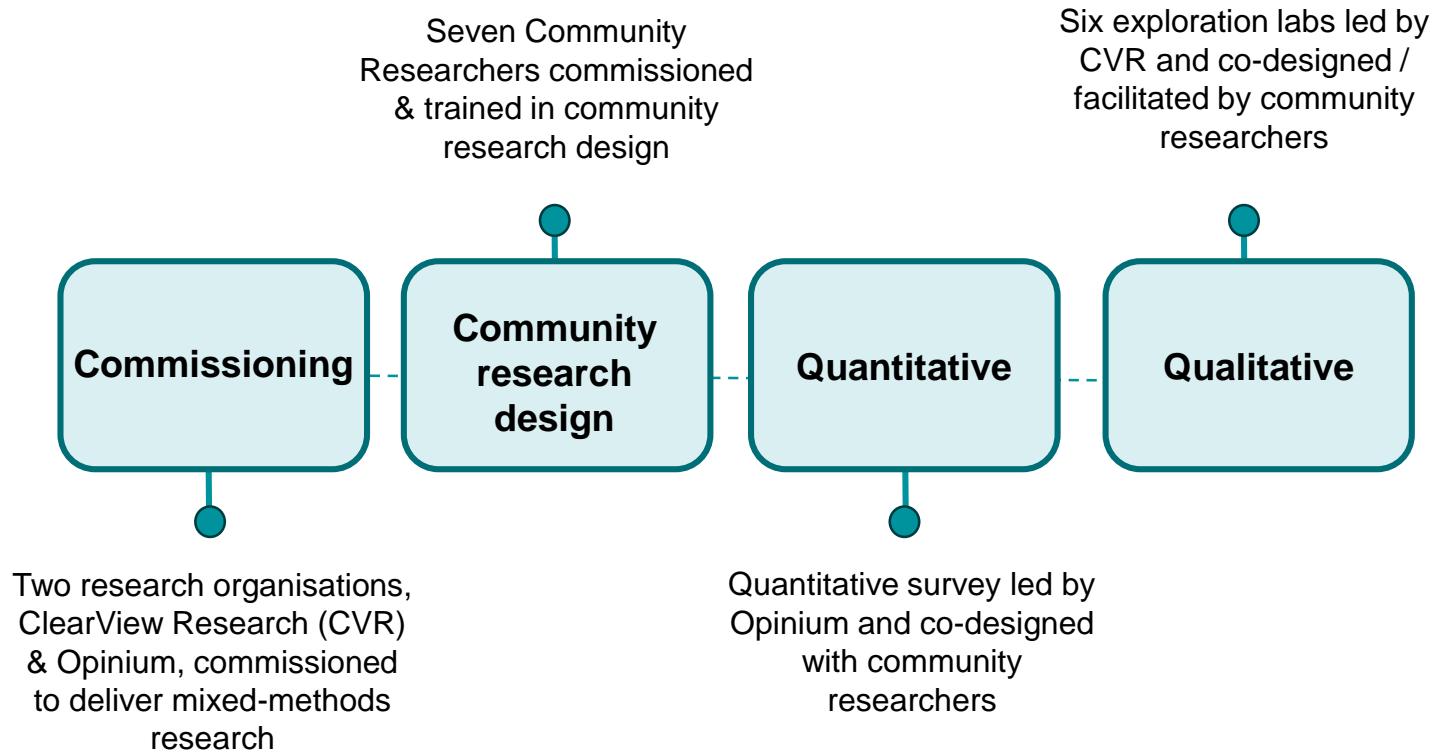 Seven Community
Researchers commissioned
& trained in community
research design
Six exploration labs led by
CVR and co-designed /
facilitated by community
researchers
Commissioning
Community
research
design
Quantitative
Qualitative
Two research organisations,
ClearView Research (CVR)
& Opinium, commissioned
to deliver mixed-methods
research
Quantitative survey led by
Opinium and co-designed
with community
researchers